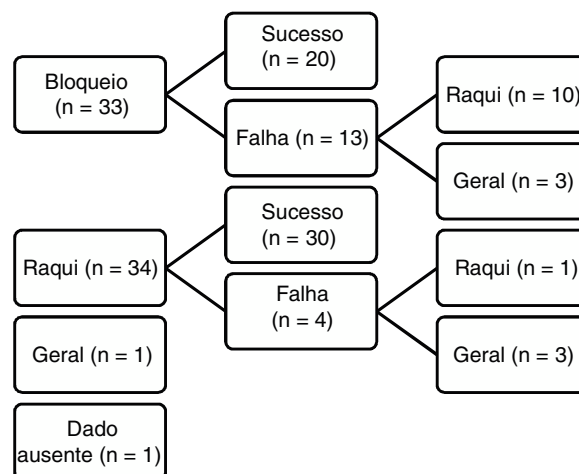 Bloqueio
(n = 33)
Sucesso
(n = 20)
Falha (n = 13)
Raqui (n = 10)
Geral (n = 3)
Raqui (n = 34)
Sucesso
(n = 30)
Falha
(n = 4)
Raqui (n = 1)
Geral (n = 3)
Geral (n = 1)
Dado
ausente (n = 1)